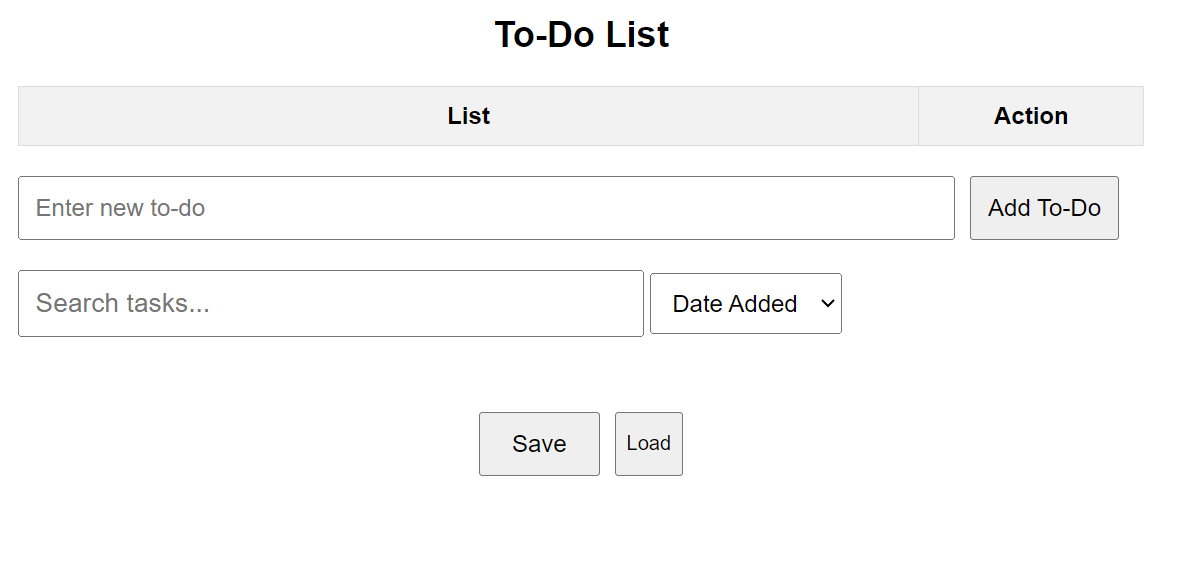 To-Do List
List Action
Enter new to-do Add To-Do
Search tasks... Date Added
Save Load